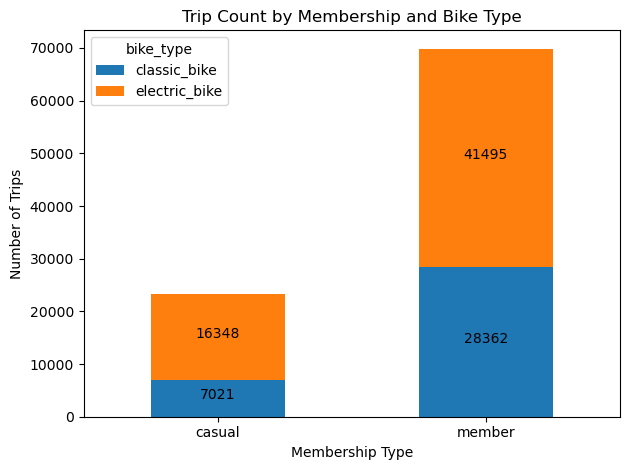 Trip Count by Membership and Bike Type
bike_type
classic_bike
electric_bike
Number of Trips
70000
60000
50000
40000
30000
20000
10000
0
16348
7021
41495
28362
casual
member
Membership Type